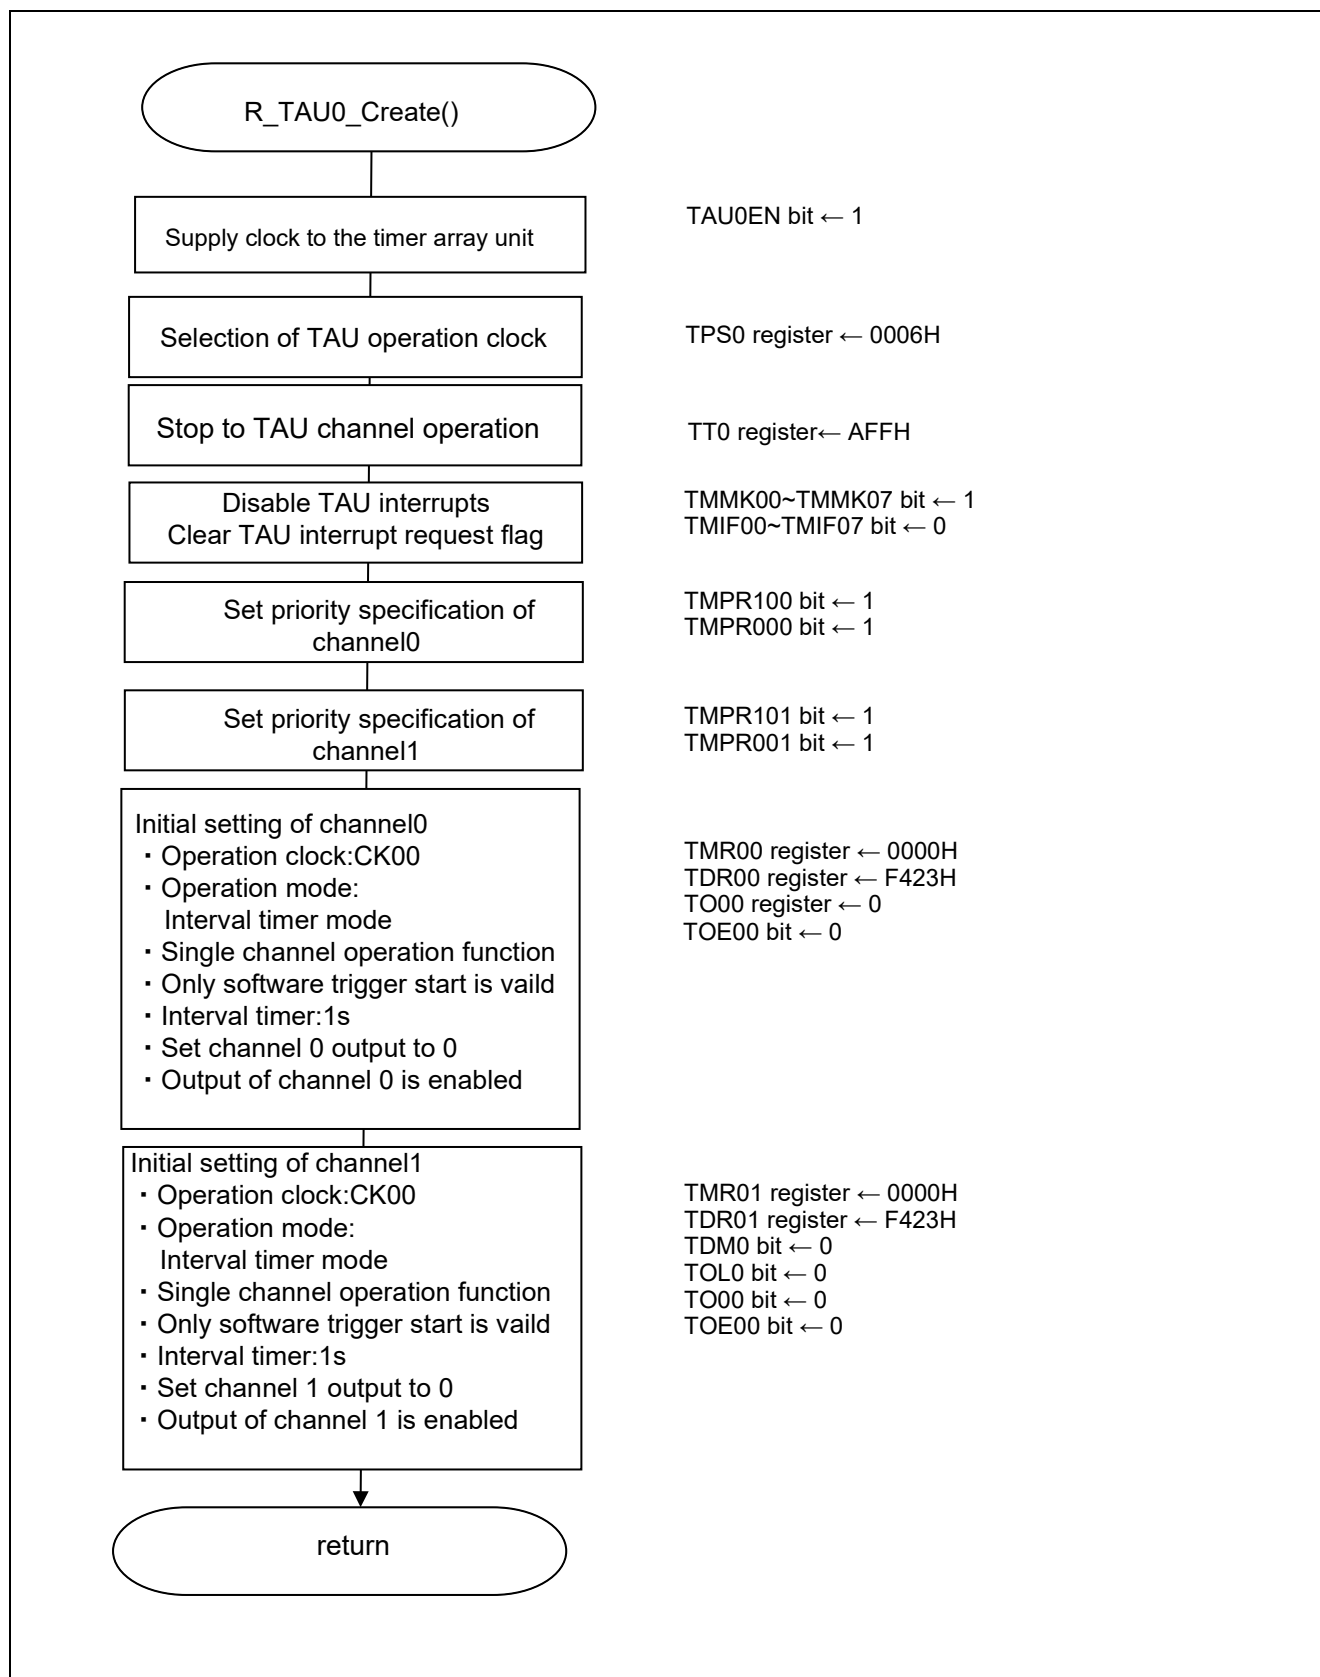 R_TAU0_Create()
Supply clock to the timer array unit
TAU0EN bit ← 1
Selection of TAU operation clock
TPS0 register ← 0006H
Stop to TAU channel operation
TT0 register← AFFH
Disable TAU interrupts
Clear TAU interrupt request flag
TMMK00~TMMK07 bit ← 1
TMIF00~TMIF07 bit ← 0
Set priority specification of
channel0
TMPR100 bit ← 1
TMPR000 bit ← 1
Set priority specification of
channel1
TMPR101 bit ← 1
TMPR001 bit ← 1
Initial setting of channel0
・Operation clock:CK00
・Operation mode:
Interval timer mode
・Single channel operation function
・Only software trigger start is vaild
・Interval timer:1s
・Set channel 0 output to 0
・Output of channel 0 is enabled
TMR00 register ← 0000H
TDR00 register ← F423H
TO00 register ← 0
TOE00 bit ← 0
Initial setting of channel1
・Operation clock:CK00
・Operation mode:
Interval timer mode
・Single channel operation function
・Only software trigger start is vaild
・Interval timer:1s
・Set channel 1 output to 0
・Output of channel 1 is enabled
TMR01 register ← 0000H
TDR01 register ← F423H
TDM0 bit ← 0
TOL0 bit ← 0
TO00 bit ← 0
TOE00 bit ← 0
return